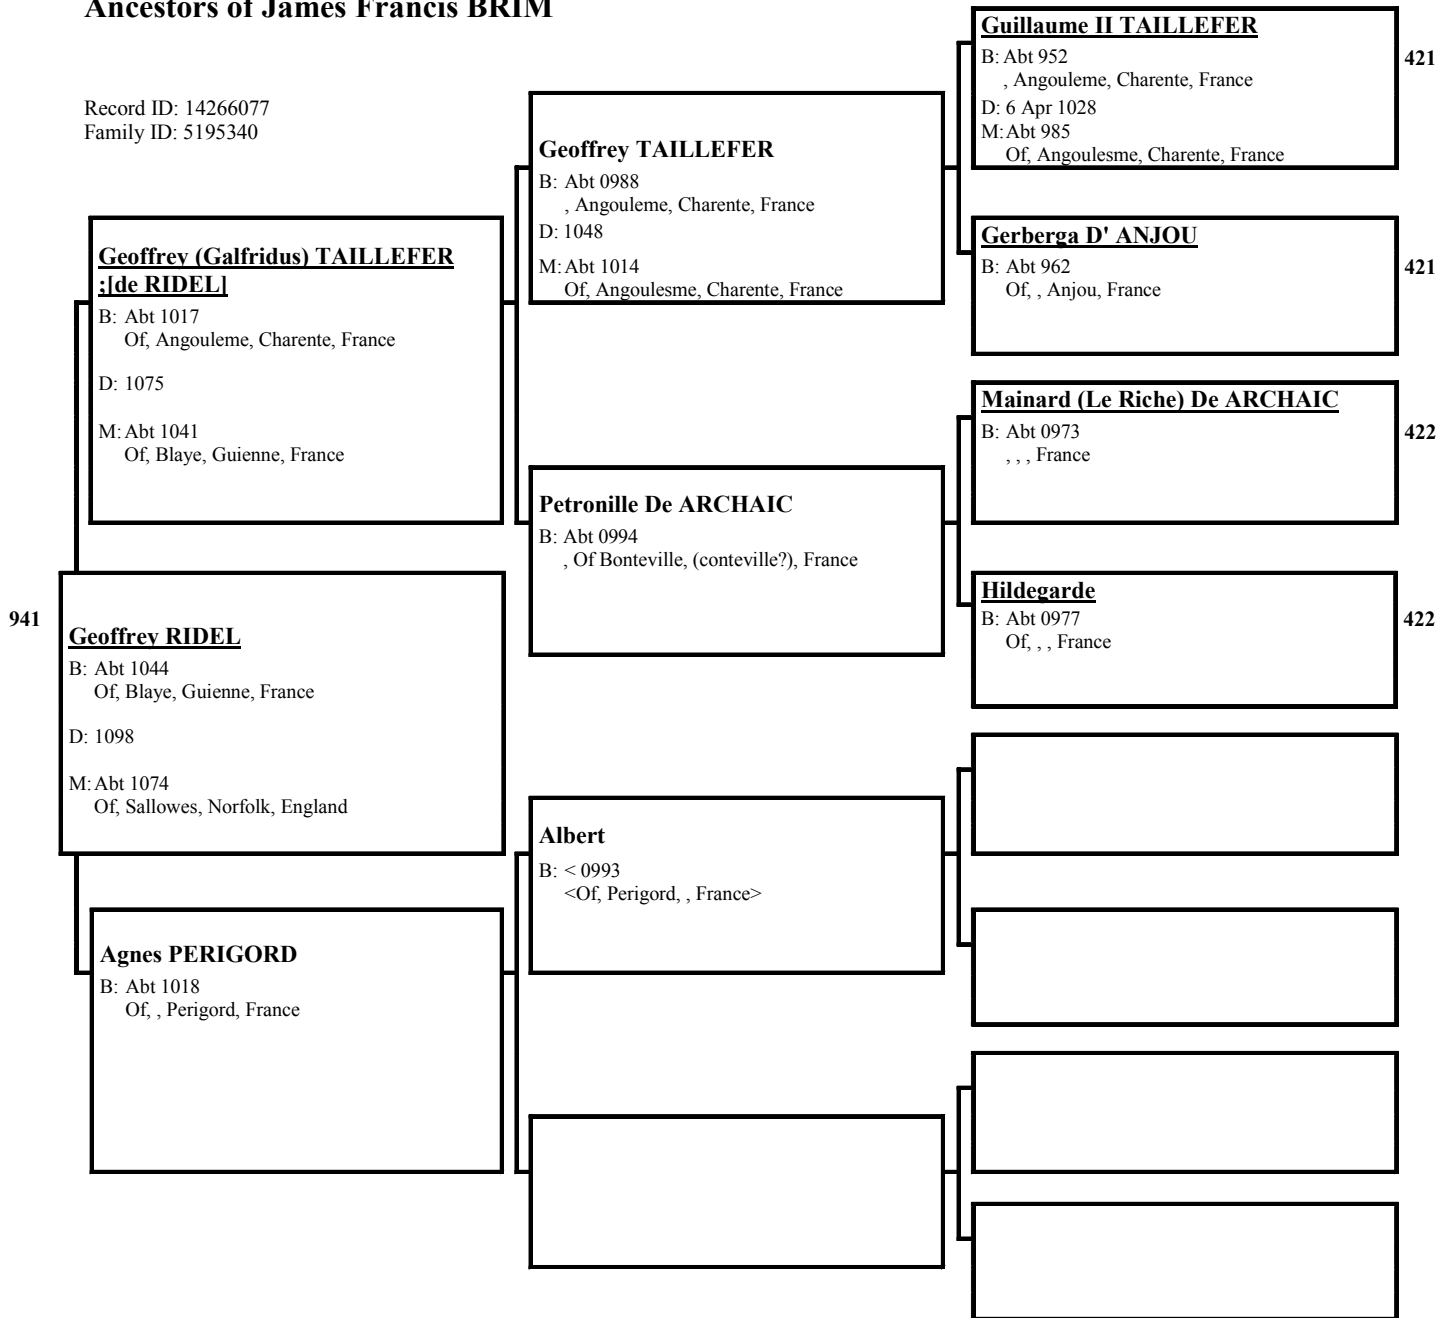 Ancestors of James Francis BRIM
Record ID: 14266077
Family ID: 5195340
941
Geoffrey RIDEL
B: Abt 1044
Of, Blaye, Guienne, France
D: 1098
M: Abt 1074
Of, Sallowes, Norfolk, England
Geoffrey (Galfridus) TAILLEFER
;[de RIDEL]
B: Abt 1017
Of, Angouleme, Charente, France
D: 1075
M: Abt 1041
Of, Blaye, Guienne, France
Agnes PERIGORD
B: Abt 1018
Of, , Perigord, France
Geoffrey TAILLEFER
B: Abt 0988
, Angouleme, Charente, France
D: 1048
M: Abt 1014
Of, Angoulesme, Charente, France
Petronille De ARCHAIC
B: Abt 0994
, Of Bonteville, (conteville?), France
Albert
B: < 0993
<Of, Perigord, , France>
Guillaume II TAILLEFER
B: Abt 952
, Angouleme, Charente, France
D: 6 Apr 1028
M: Abt 985
Of, Angoulesme, Charente, France
421
Gerberga D' ANJOU
B: Abt 962
Of, , Anjou, France
421
Mainard (Le Riche) De ARCHAIC
B: Abt 0973
, , , France
422
Hildegarde
B: Abt 0977
Of, , , France
422